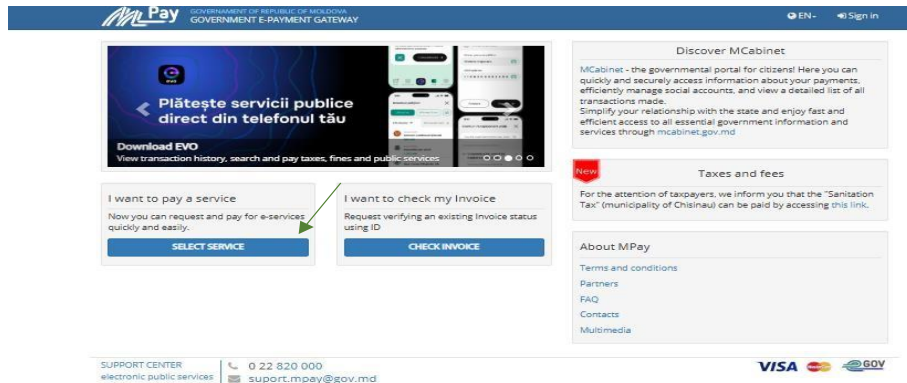 MPay
GOVERNAMENT OF REPUBLIC OF MOLDOVA
GOVERNMENT E-PAYMENT GATEWAY
EN
Sign in
EVO
Plătește servicii publice
direct din telefonul tău
Download EVO
View transaction history, search and pay taxes, fines and public services
I want to pay a service
Now you can request and pay for e-services
quickly and easily.
SELECT SERVICE
I want to check my Invoice
Request verifying an existing Invoice status
using ID
CHECK INVOICE
Discover MCabinet
MCabinet - the governmental portal for citizens! Here you can
quickly and securely access information about your payments,
efficiently manage social accounts, and view a detailed list of all
transactions made.
Simplify your relationship with the state and enjoy fast and
efficient access to all essential government information and
services through mcabinet.gov.md
New
Taxes and fees
For the attention of taxpayers, we inform you that the "Sanitation
Tax" (municipality of Chisinau) can be paid by accessing this link.
About MPay
Terms and conditions
Partners
FAQ
Contacts
Multimedia
SUPPORT CENTER
electronic public services
0 22 820 000
suport.mpay@gov.md
VISA
GOV